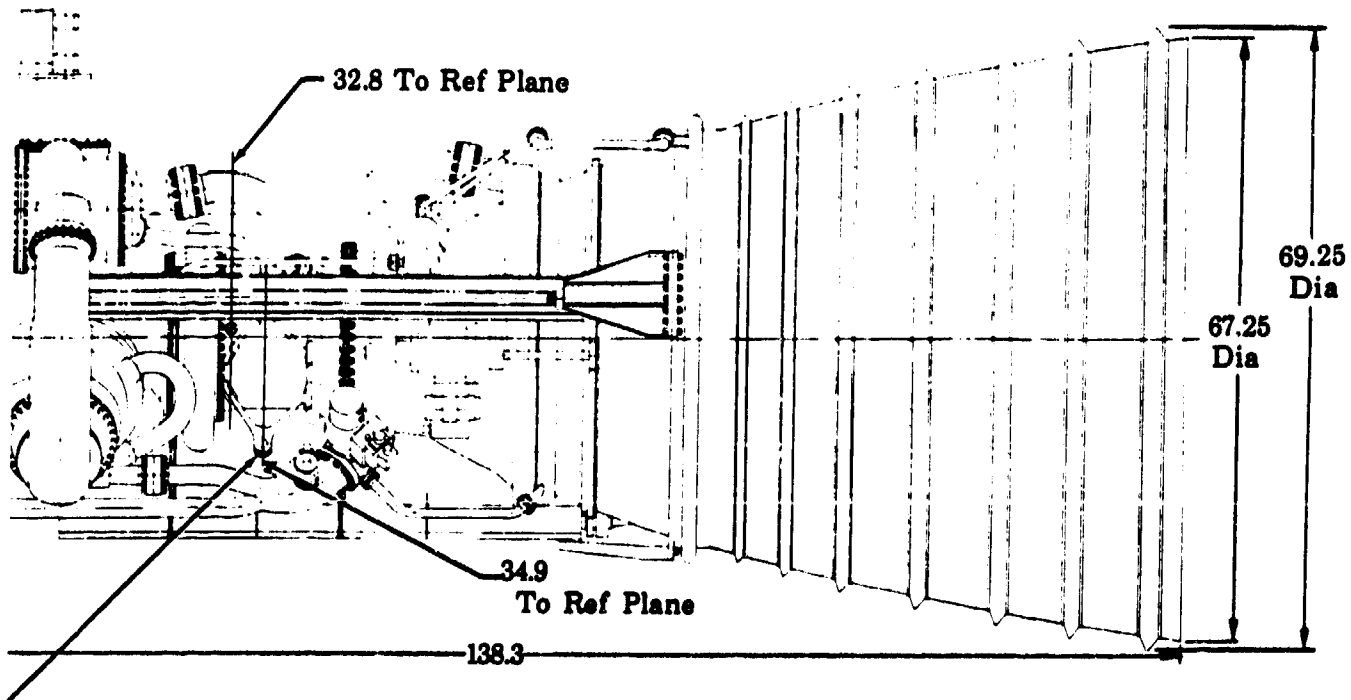 32.8 To Ref Plane
69.25
Dia
67.25
Dia
34.9
To Ref Plane
138.3